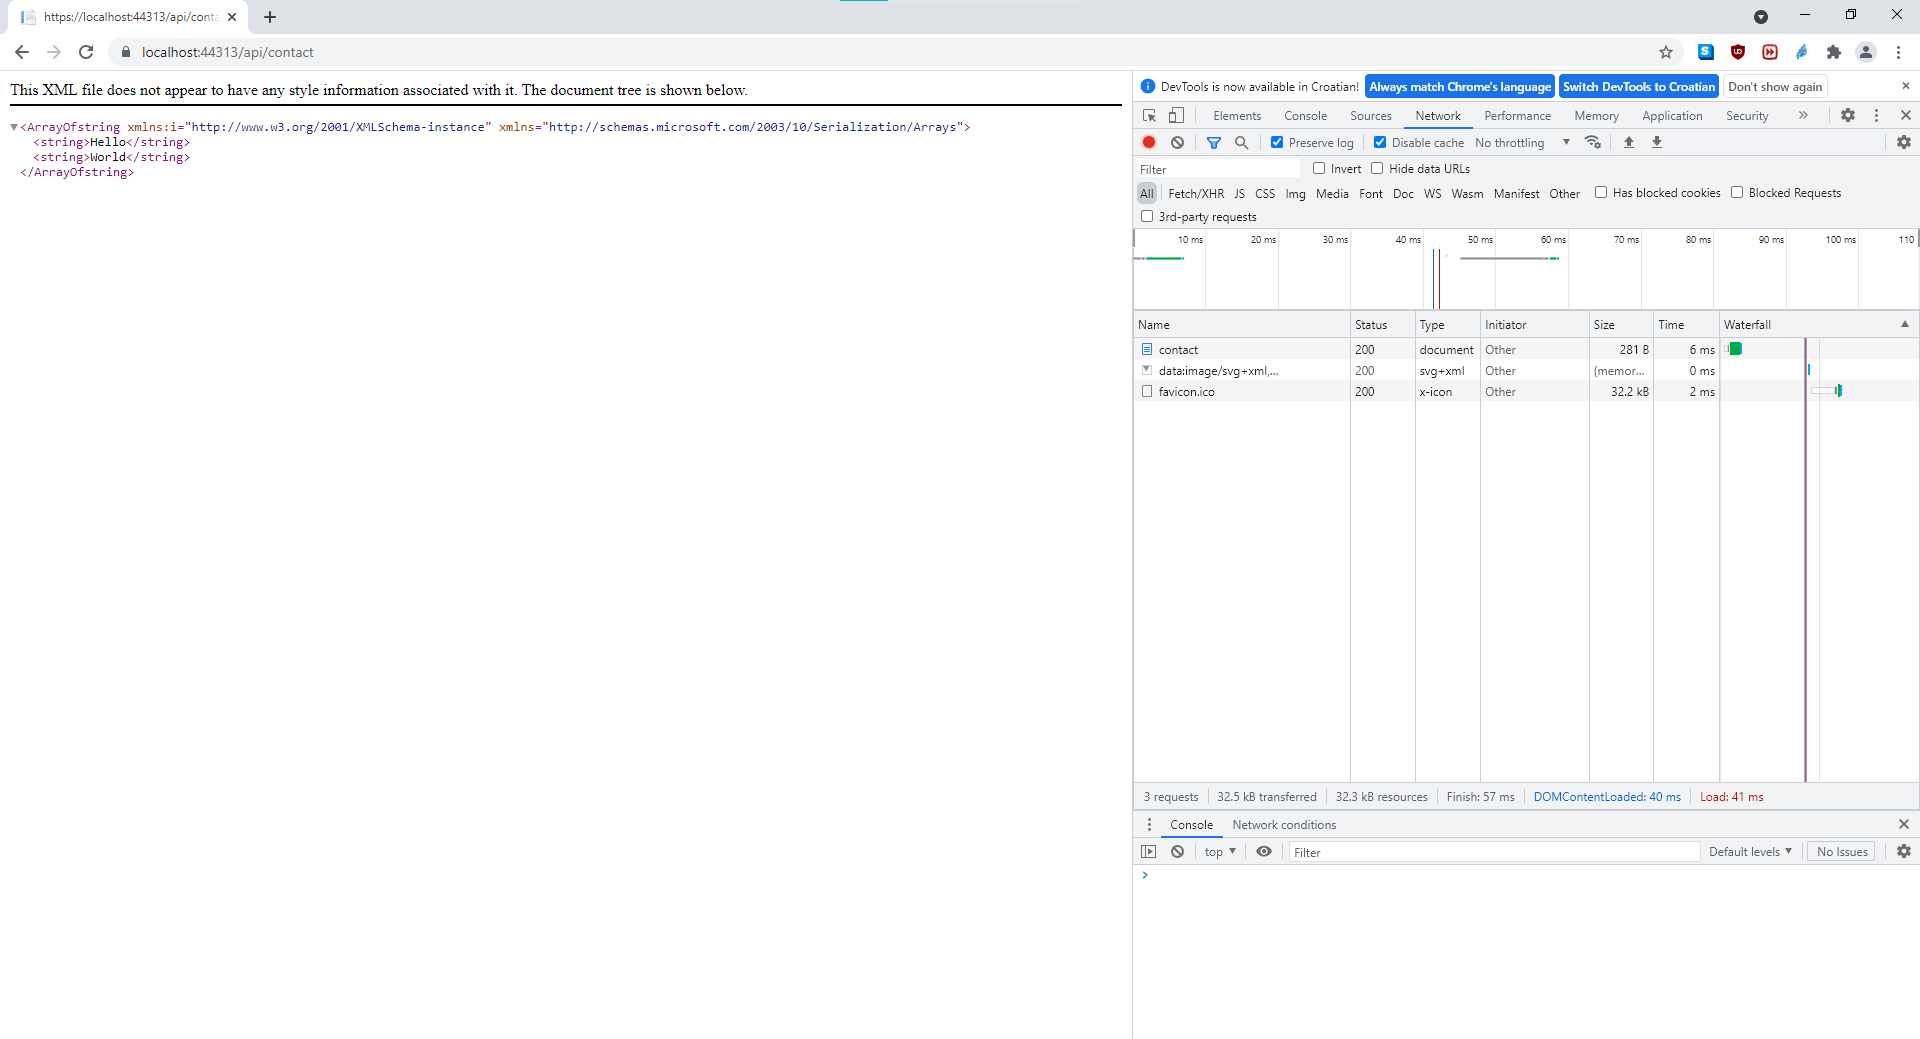 https://localhost:44313/api/conta
localhost:44313/api/contact
This XML file does not appear to have any style information associated with it. The document tree is shown below.
<ArrayOfstring xmlns:i="http://www.w3.org/2001/XMLSchema-instance" xmlns="http://schemas.microsoft.com/2003/10/Serialization/Arrays">
<string>Hello</string>
<string>World</string>
</ArrayOfstring>
DevTools is now available in Croatian! Always match Chrome's language Switch DevTools to Croatian Don't show again
Elements Console Sources Network Performance Memory Application Security »
Preserve log Disable cache No throttling
Filter Invert Hide data URLs
All Fetch/XHR JS CSS Img Media Font Doc WS Wasm Manifest Other Has blocked cookies Blocked Requests
3rd-party requests
10 ms 20 ms 30 ms 40 ms 50 ms 60 ms 70 ms 80 ms 90 ms 100 ms 110
Name Status Type Initiator Size Time Waterfall
contact 200 document Other 281 B 6 ms
data:image/svg+xml,... 200 svg+xml Other (memor... 0 ms
favicon.ico 200 x-icon Other 32.2 kB 2 ms
3 requests 32.5 kB transferred 32.3 kB resources Finish: 57 ms DOMContentLoaded: 40 ms Load: 41 ms
Console Network conditions
top Filter Default levels No Issues